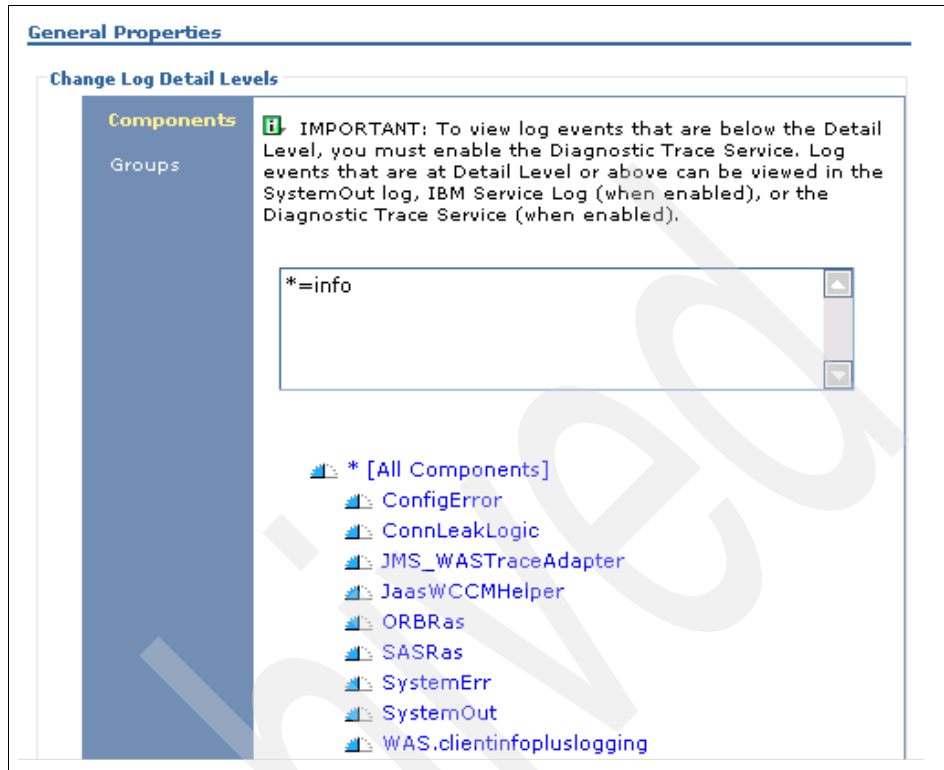 General Properties
Change Log Detail Levels
Components
Groups
IMPORTANT: To view log events that are below the Detail
Level, you must enable the Diagnostic Trace Service. Log
events that are at Detail Level or above can be viewed in the
SystemOut log, IBM Service Log (when enabled), or the
Diagnostic Trace Service (when enabled).
*=info
* [All Components]
ConfigError
ConnLeakLogic
JMS_WASTraceAdapter
JaasWCCMHelper
ORBRas
SASRas
SystemErr
SystemOut
WAS.clientinfopluslogging